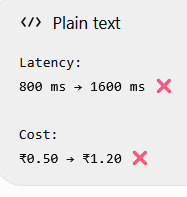 </> Plain text
Latency:
800 ms → 1600 ms ❌
Cost:
₹0.50 → ₹1.20 ❌